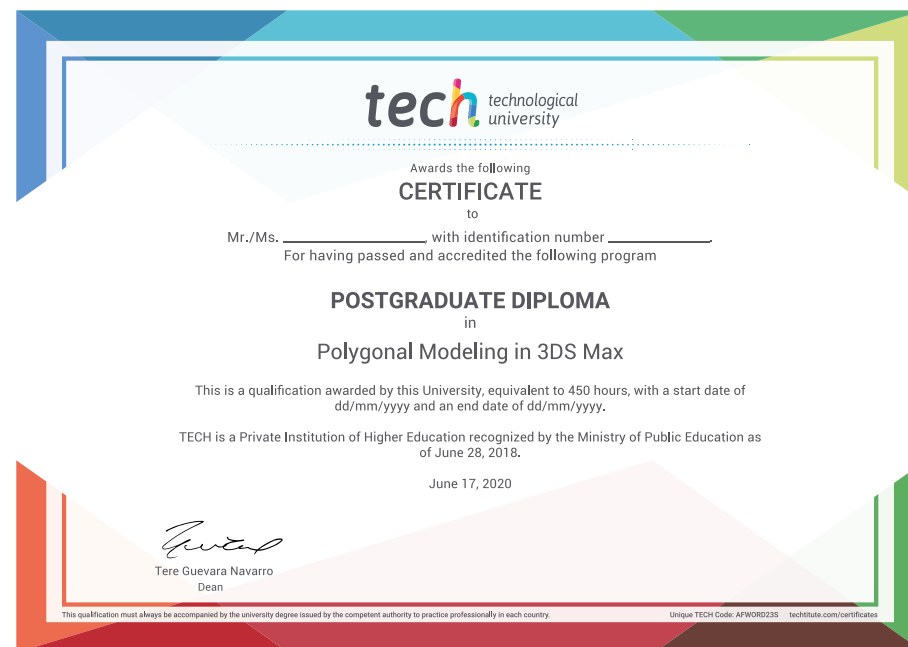 tech technological
university
Awards the following
CERTIFICATE
to
Mr./Ms. ____________, with identification number ____________.
For having passed and accredited the following program
POSTGRADUATE DIPLOMA
in
Polygonal Modeling in 3DS Max
This is a qualification awarded by this University, equivalent to 450 hours, with a start date of
dd/mm/yyyy and an end date of dd/mm/yyyy.
TECH is a Private Institution of Higher Education recognized by the Ministry of Public Education as
of June 28, 2018.
June 17, 2020
Tere Guevara Navarro
Dean
This qualification must always be accompanied by the university degree issued by the competent authority to practice professionally in each country.
Unique TECH Code: AFWORD23S techtitute.com/certificates